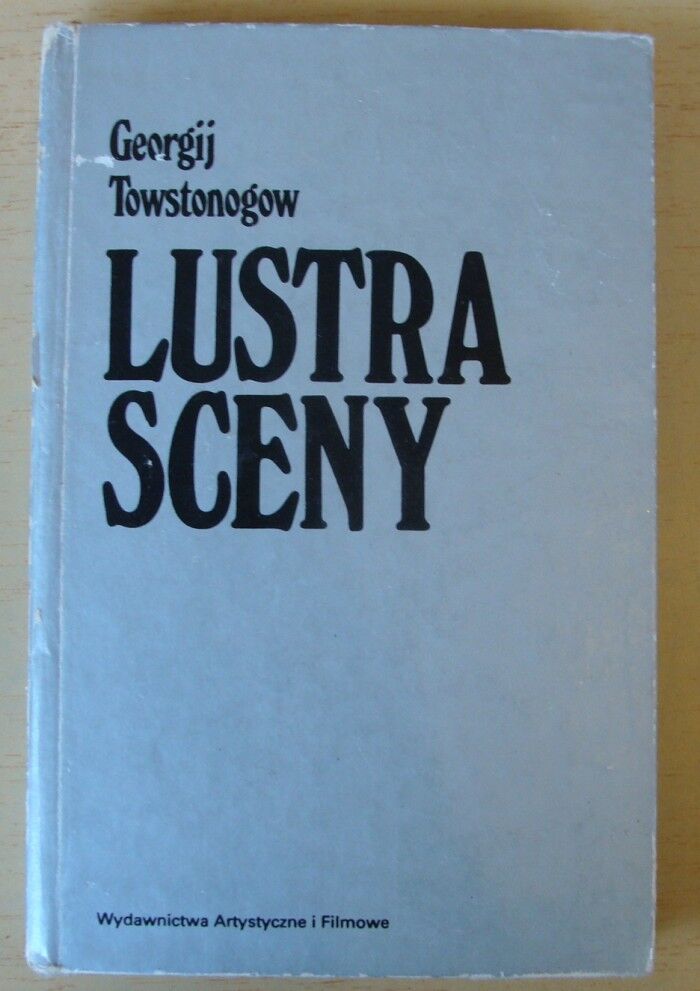 Georgij
Towstonogow
LUSTRA
SCENY
Wydawnictwa Artystyczne i Filmowe